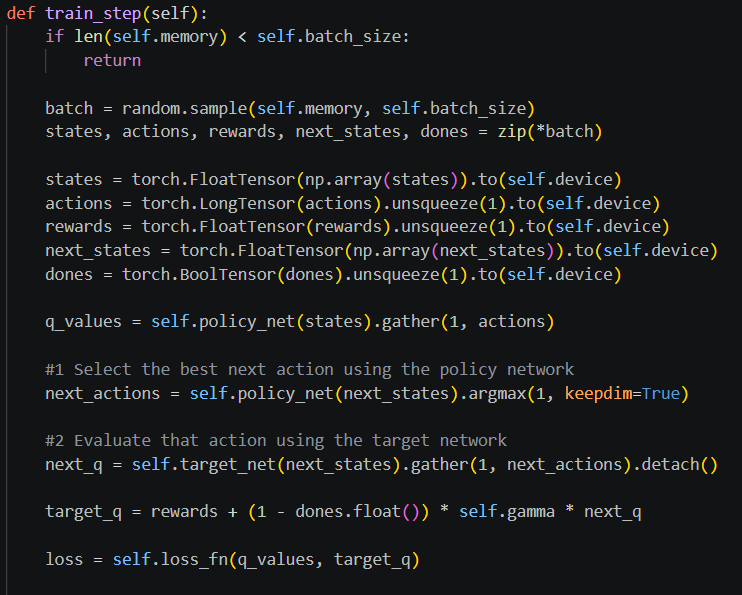 def train_step(self):
if len(self.memory) < self.batch_size:
return
batch = random.sample(self.memory, self.batch_size)
states, actions, rewards, next_states, dones = zip(*batch)
states = torch.FloatTensor(np.array(states)).to(self.device)
actions = torch.LongTensor(actions).unsqueeze(1).to(self.device)
rewards = torch.FloatTensor(rewards).unsqueeze(1).to(self.device)
next_states = torch.FloatTensor(np.array(next_states)).to(self.device)
dones = torch.BoolTensor(dones).unsqueeze(1).to(self.device)
q_values = self.policy_net(states).gather(1, actions)
#1 Select the best next action using the policy network
next_actions = self.policy_net(next_states).argmax(1, keepdim=True)
#2 Evaluate that action using the target network
next_q = self.target_net(next_states).gather(1, next_actions).detach()
target_q = rewards + (1 - dones.float()) * self.gamma * next_q
loss = self.loss_fn(q_values, target_q)